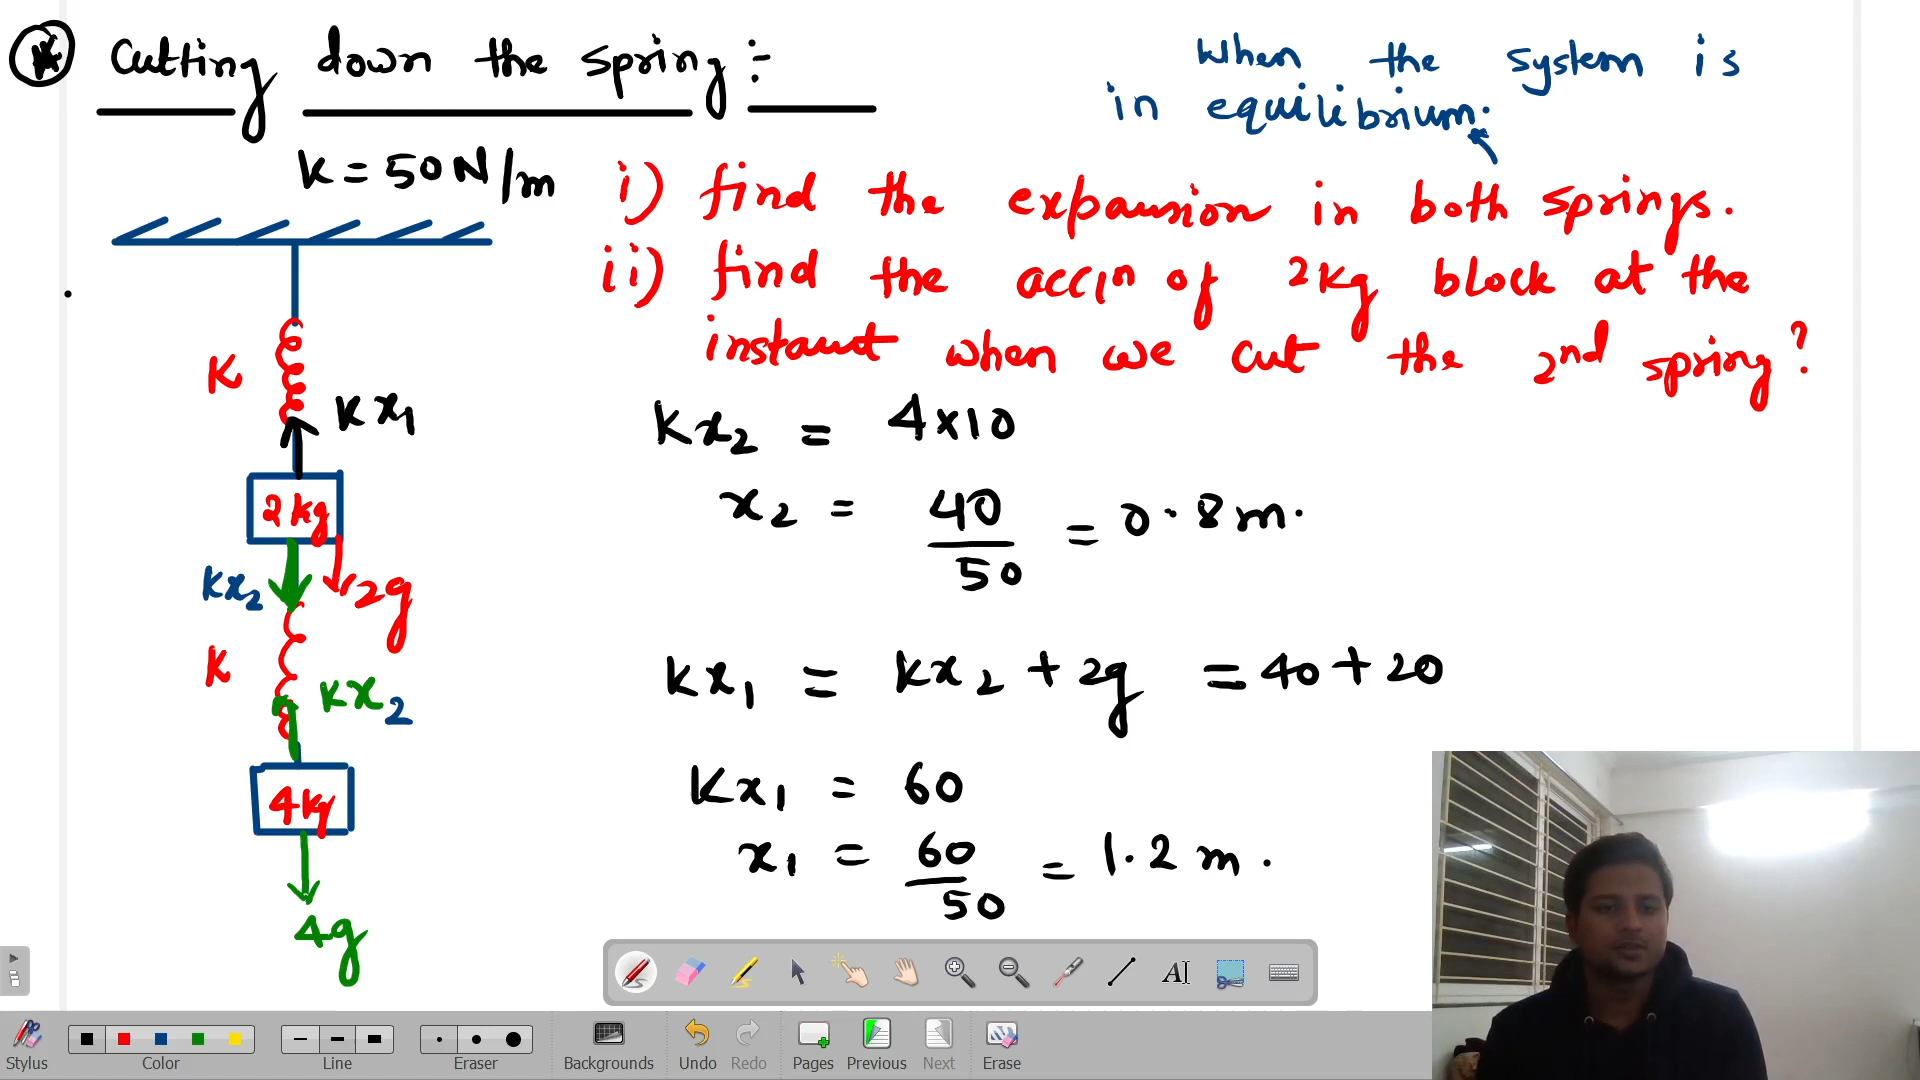 Cutting down the spring :-
When the system is
in equilibrium.
K = 50 N/m
i) find the expansion in both springs.
ii) find the accln of 2kg block at the
instant when we cut the 2nd spring?
K
Kx1
2kg
Kx2
2g
K
Kx2
4kg
4g
Kx2 = 4×10
x2 = 40/50 = 0.8m.
Kx1 = Kx2 + 2g = 40+20
Kx1 = 60
x1 = 60/50 = 1.2 m.
Stylus
Color
Line
Eraser
Backgrounds
Undo
Redo
Pages
Previous
Next
Erase